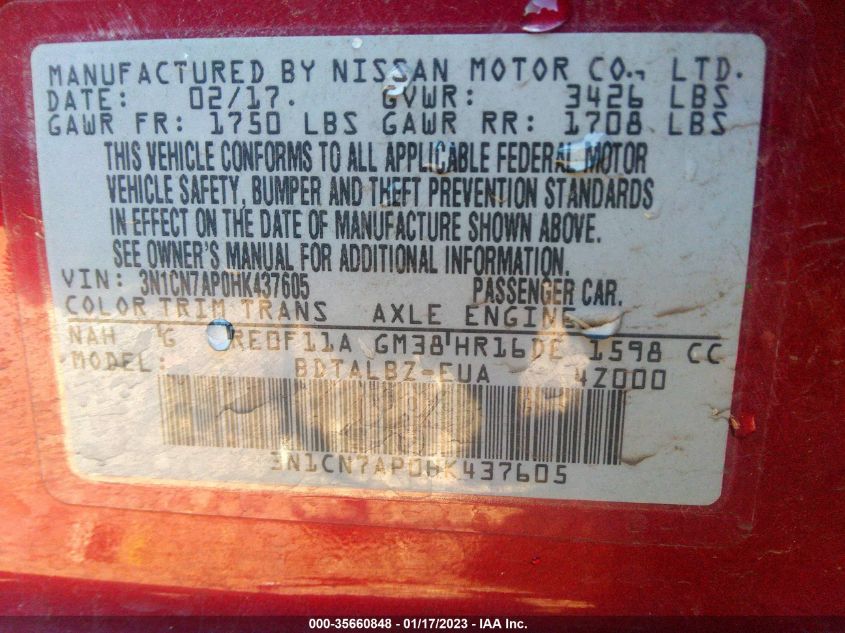 MANUFACTURED BY NISSAN MOTOR CO., LTD.
DATE: 02/17. GVWR: 3426 LBS
GAWR FR: 1750 LBS GAWR RR: 1708 LBS
THIS VEHICLE CONFORMS TO ALL APPLICABLE FEDERAL MOTOR
VEHICLE SAFETY, BUMPER AND THEFT PREVENTION STANDARDS
IN EFFECT ON THE DATE OF MANUFACTURE SHOWN ABOVE.
SEE OWNER'S MANUAL FOR ADDITIONAL INFORMATION.
VIN: 3N1CN7AP0HK437605 PASSENGER CAR.
COLOR TRIM TRANS AXLE ENGINE
NAH G RE0F11A GM38 HR16DE 1598 CC
MODEL: BDTALBZ-EUA 4Z000
3N1CN7AP0HK437605
000-35660848 - 01/17/2023 - IAA Inc.